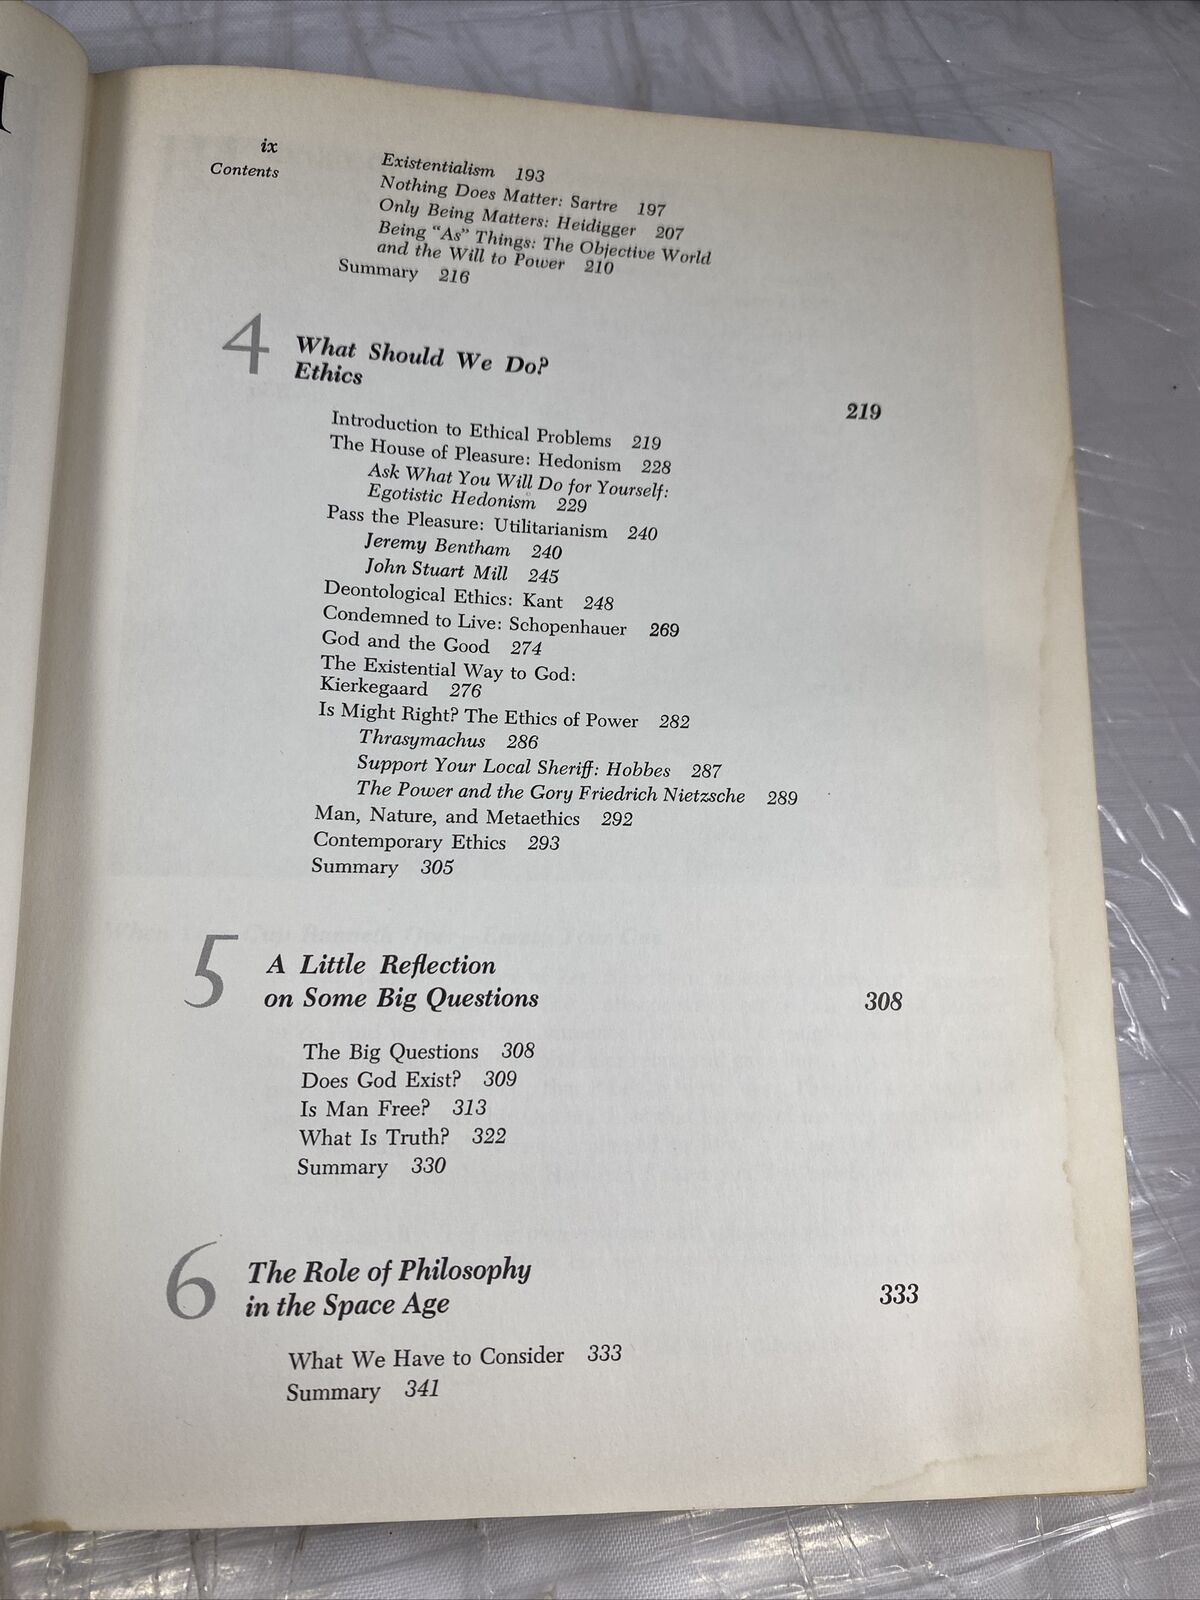 ix
Contents
Existentialism 193
Nothing Does Matter: Sartre 197
Only Being Matters: Heidigger 207
Being "As" Things: The Objective World
and the Will to Power 210
Summary 216
4
What Should We Do?
Ethics
219
Introduction to Ethical Problems 219
The House of Pleasure: Hedonism 228
Ask What You Will Do for Yourself:
Egotistic Hedonism 229
Pass the Pleasure: Utilitarianism 240
Jeremy Bentham 240
John Stuart Mill 245
Deontological Ethics: Kant 248
Condemned to Live: Schopenhauer 269
God and the Good 274
The Existential Way to God:
Kierkegaard 276
Is Might Right? The Ethics of Power 282
Thrasymachus 286
Support Your Local Sheriff: Hobbes 287
The Power and the Gory Friedrich Nietzsche 289
Man, Nature, and Metaethics 292
Contemporary Ethics 293
Summary 305
5
A Little Reflection
on Some Big Questions 308
The Big Questions 308
Does God Exist? 309
Is Man Free? 313
What Is Truth? 322
Summary 330
6
The Role of Philosophy
in the Space Age 333
What We Have to Consider 333
Summary 341